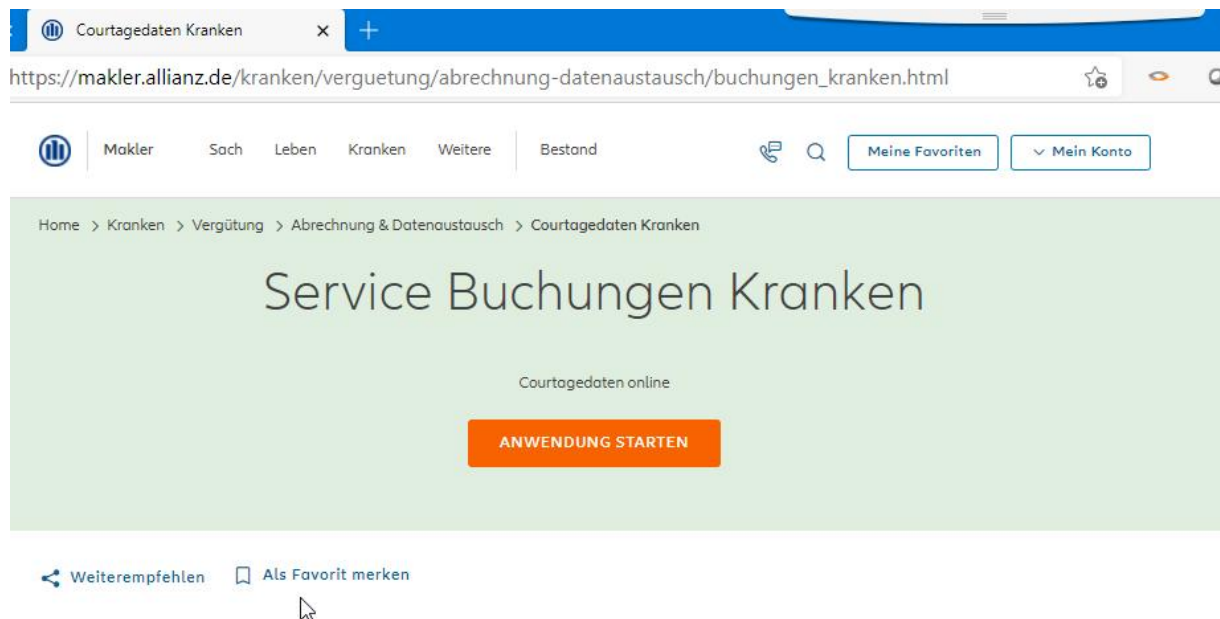 Courtagedaten Kranken
https://makler.allianz.de/kranken/verguetung/abrechnung-datenaustausch/buchungen_kranken.html
Makler Sach Leben Kranken Weitere Bestand Meine Favoriten Mein Konto
Home > Kranken > Vergütung > Abrechnung & Datenaustausch > Courtagedaten Kranken
Service Buchungen Kranken
Courtagedaten online
ANWENDUNG STARTEN
Weiterempfehlen Als Favorit merken